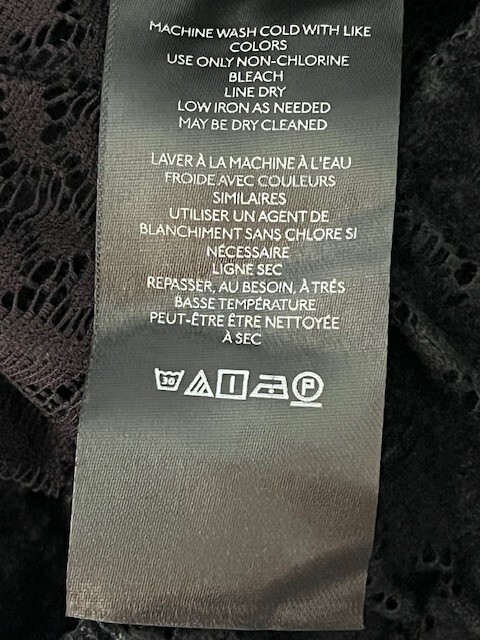 MACHINE WASH COLD WITH LIKE
COLORS
USE ONLY NON-CHLORINE
BLEACH
LINE DRY
LOW IRON AS NEEDED
MAY BE DRY CLEANED
LAVER À LA MACHINE À L'EAU
FROIDE AVEC COULEURS
SIMILAIRES
UTILISER UN AGENT DE
BLANCHIMENT SANS CHLORE SI
NÉCESSAIRE
LIGNE SEC
REPASSER, AU BESOIN, À TRÉS
BASSE TEMPÉRATURE
PEUT-ÊTRE ÊTRE NETTOYÉE
À SEC
30 P